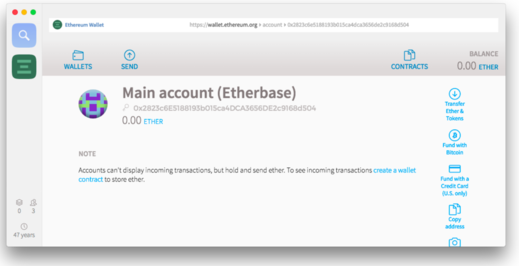 Ethereum Wallet
https://wallet.ethereum.org > account > 0x2823c6e5188193b015ca4dca3656de2c9168d504
WALLETS
SEND
CONTRACTS
BALANCE
0.00 ETHER
Main account (Etherbase)
0x2823c6E5188193b015ca4DCA3656DE2c9168d504
0.00 ETHER
NOTE
Accounts can't display incoming transactions, but hold and send ether. To see incoming transactions create a wallet
contract to store ether.
Transfer
Ether &
Tokens
Fund with
Bitcoin
Fund with a
Credit Card
(U.S. only)
Copy
address
0 3
47 years